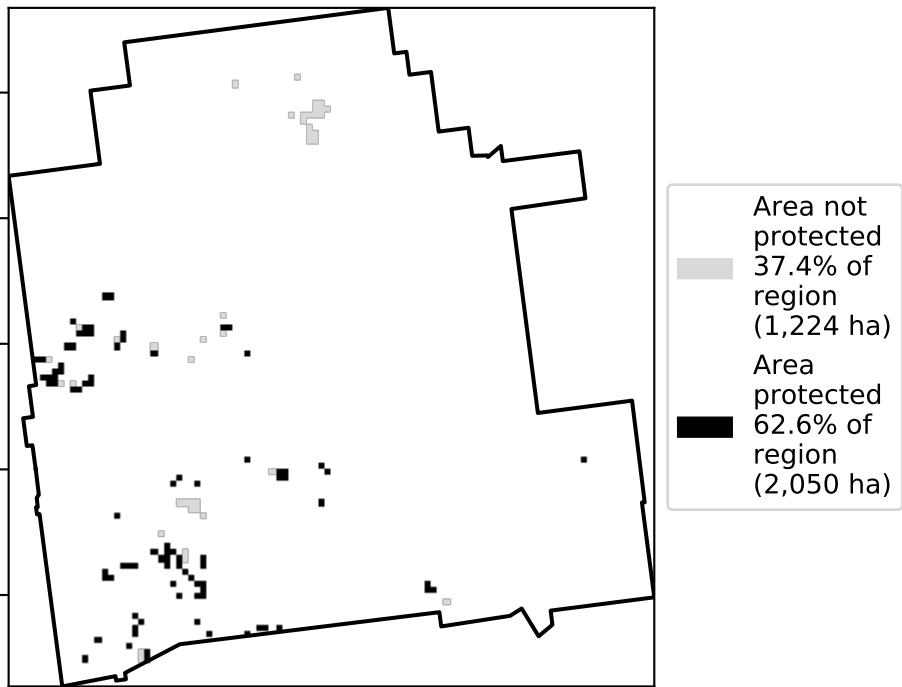 Area not
protected
37.4% of
region
(1,224 ha)
Area
protected
62.6% of
region
(2,050 ha)